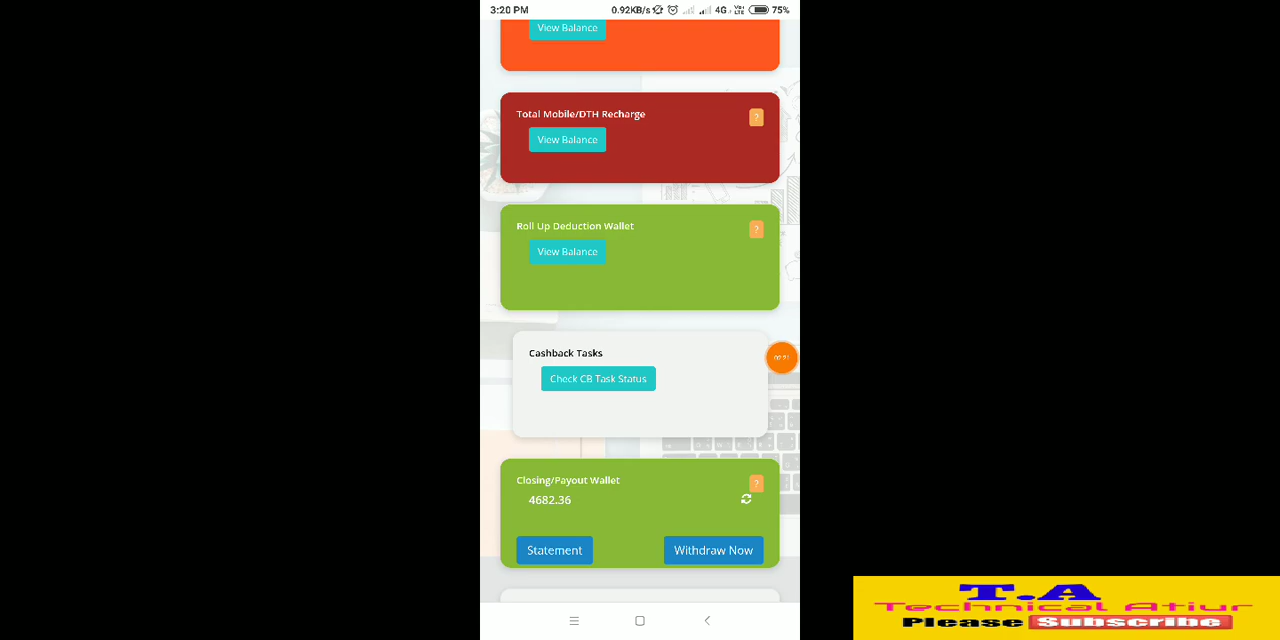 3:20 PM
0.92KB/s
4G
Vo
LTE
75%
View Balance
Total Mobile/DTH Recharge
?
View Balance
Roll Up Deduction Wallet
?
View Balance
Cashback Tasks
Check CB Task Status
Closing/Payout Wallet
?
4682.36
Statement
Withdraw Now
T.A
Technical Atiur
Please Subscribe